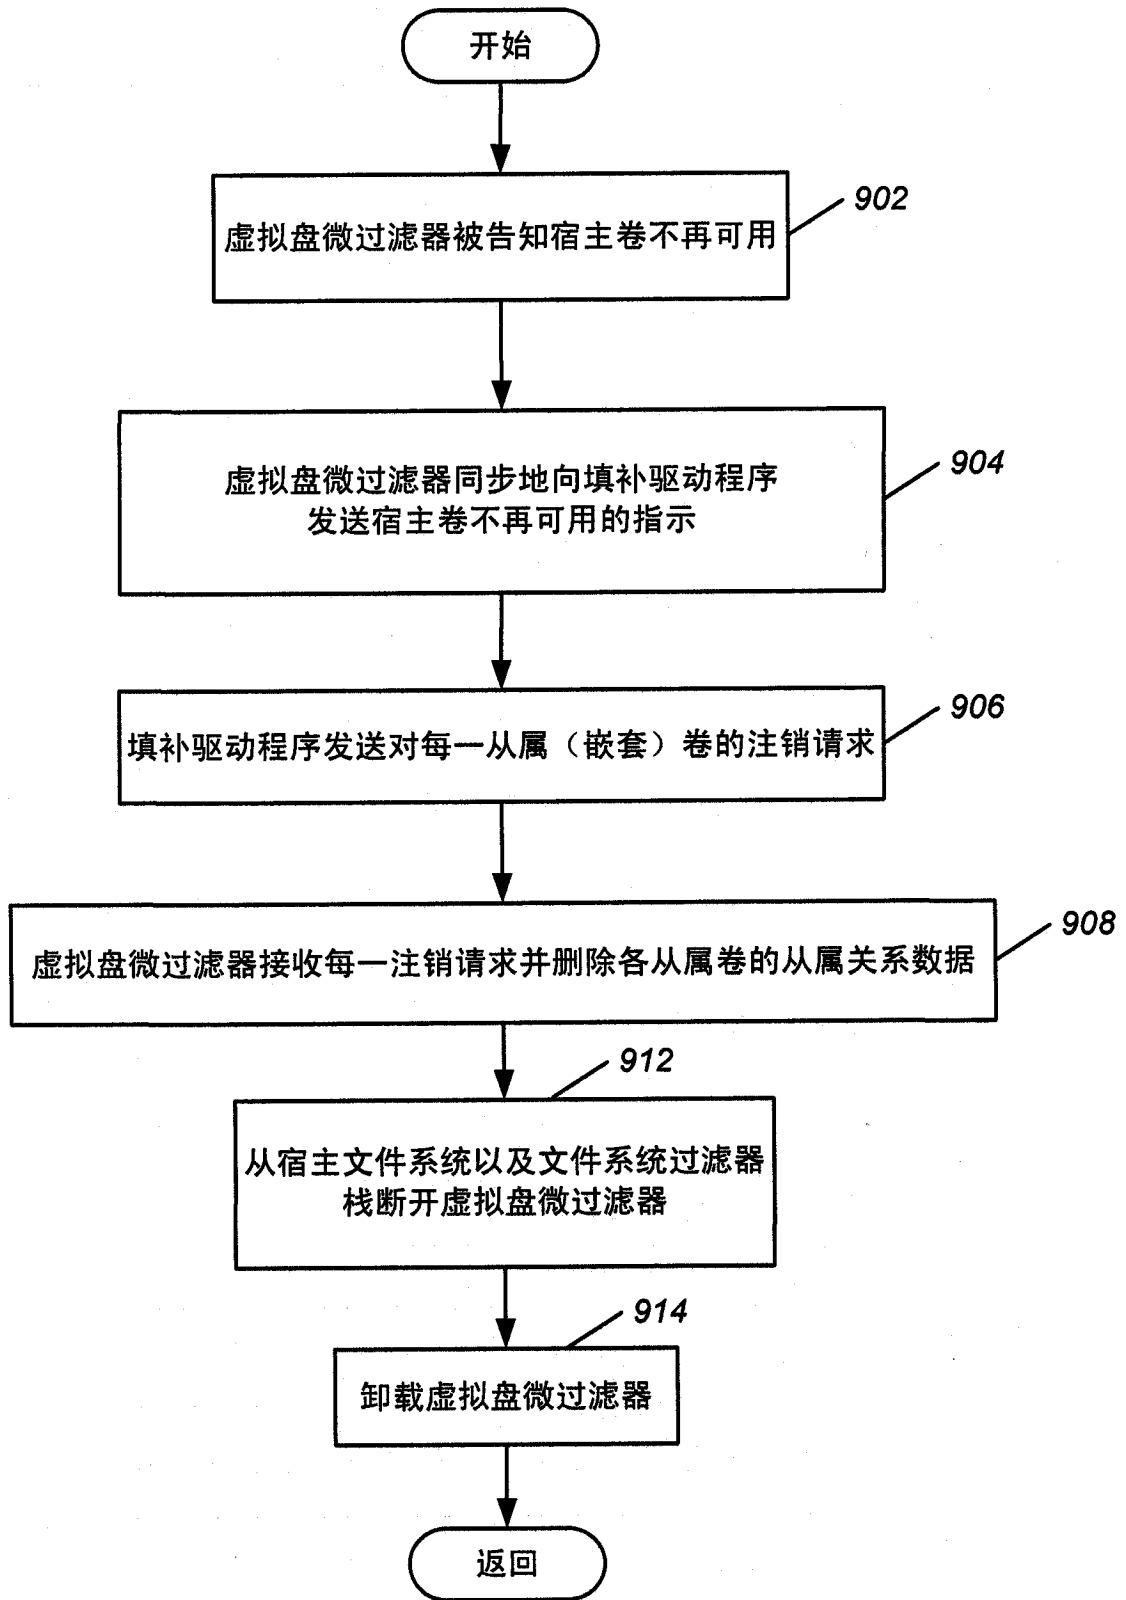 开始
902
虚拟盘微过滤器被告知宿主卷不再可用
904
虚拟盘微过滤器同步地向填补驱动程序
发送宿主卷不再可用的指示
906
填补驱动程序发送对每一从属（嵌套）卷的注销请求
908
虚拟盘微过滤器接收每一注销请求并删除各从属卷的从属关系数据
912
从宿主文件系统以及文件系统过滤器
栈断开虚拟盘微过滤器
914
卸载虚拟盘微过滤器
返回